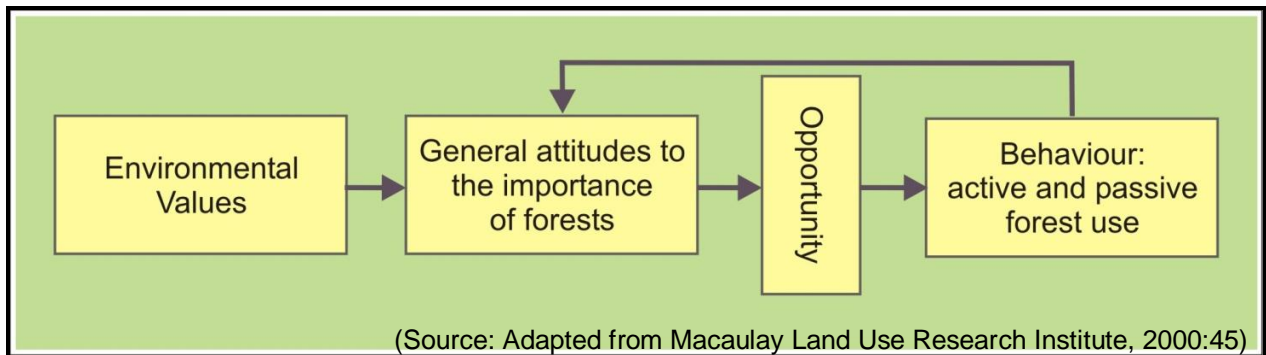 Environmental
Values
General attitudes to
the importance
of forests
Opportunity
Behaviour:
active and passive
forest use
(Source: Adapted from Macaulay Land Use Research Institute, 2000:45)